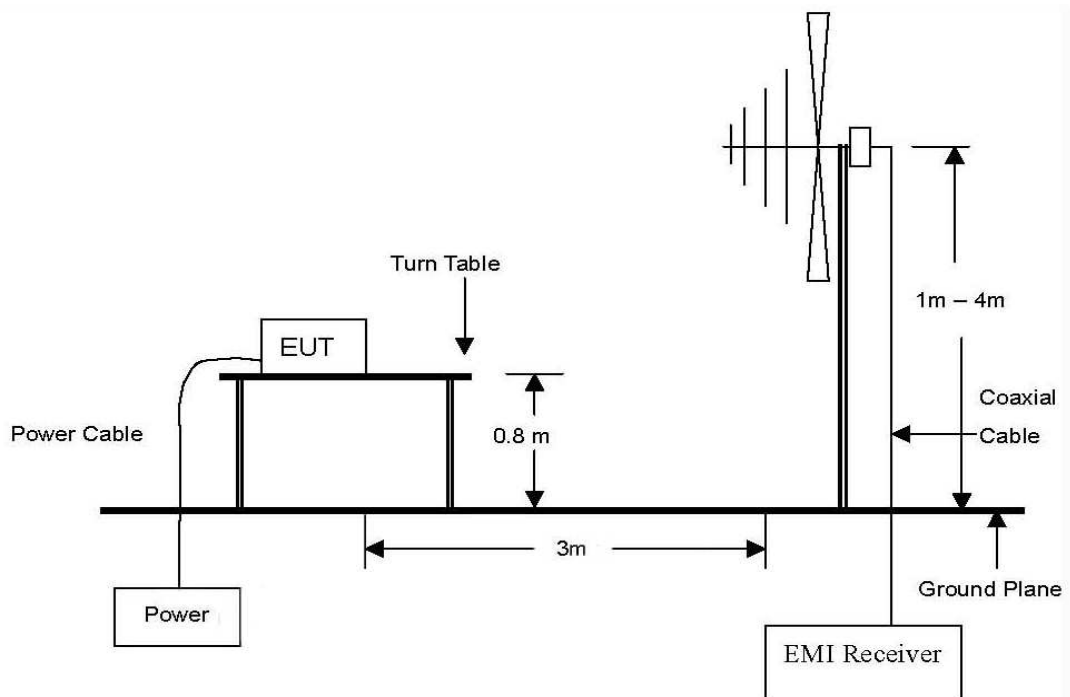 Turn Table
EUT
1m – 4m
Coaxial
Cable
Power Cable
0.8 m
3m
Ground Plane
Power
EMI Receiver